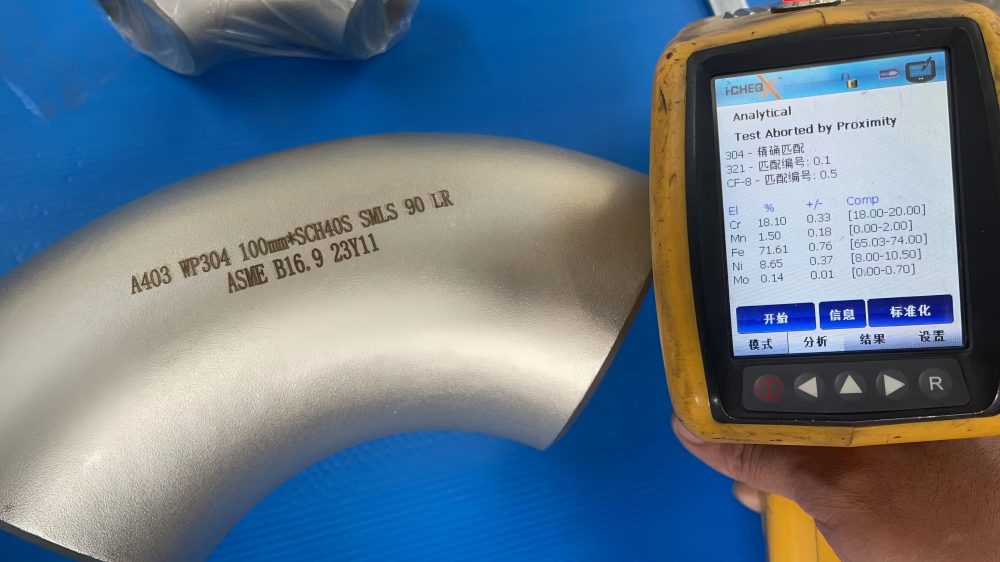 A403 WP304 100mm*SCH40S SMLS 90 LR
ASME B16.9 23Y11
i-CHEQX™
Analytical
Test Aborted by Proximity
304 - 精确匹配
321 - 匹配编号: 0.1
CF-8 - 匹配编号: 0.5
El % +/- Comp
Cr 18.10 0.33 [18.00-20.00]
Mn 1.50 0.18 [0.00-2.00]
Fe 71.61 0.76 [65.03-74.00]
Ni 8.65 0.37 [8.00-10.50]
Mo 0.14 0.01 [0.00-0.70]
开始 信息 标准化
模式 分析 结果 设置
R